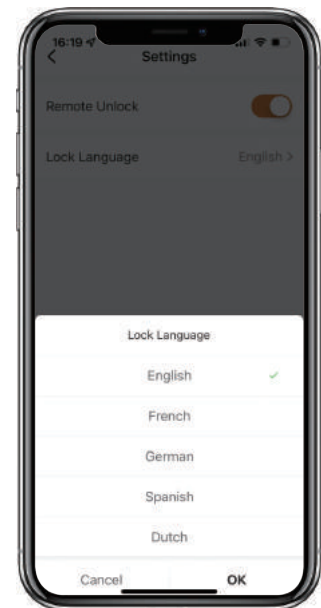 16:19
Settings
Remote Unlock
Lock Language English >
Lock Language
English
French
German
Spanish
Dutch
Cancel OK